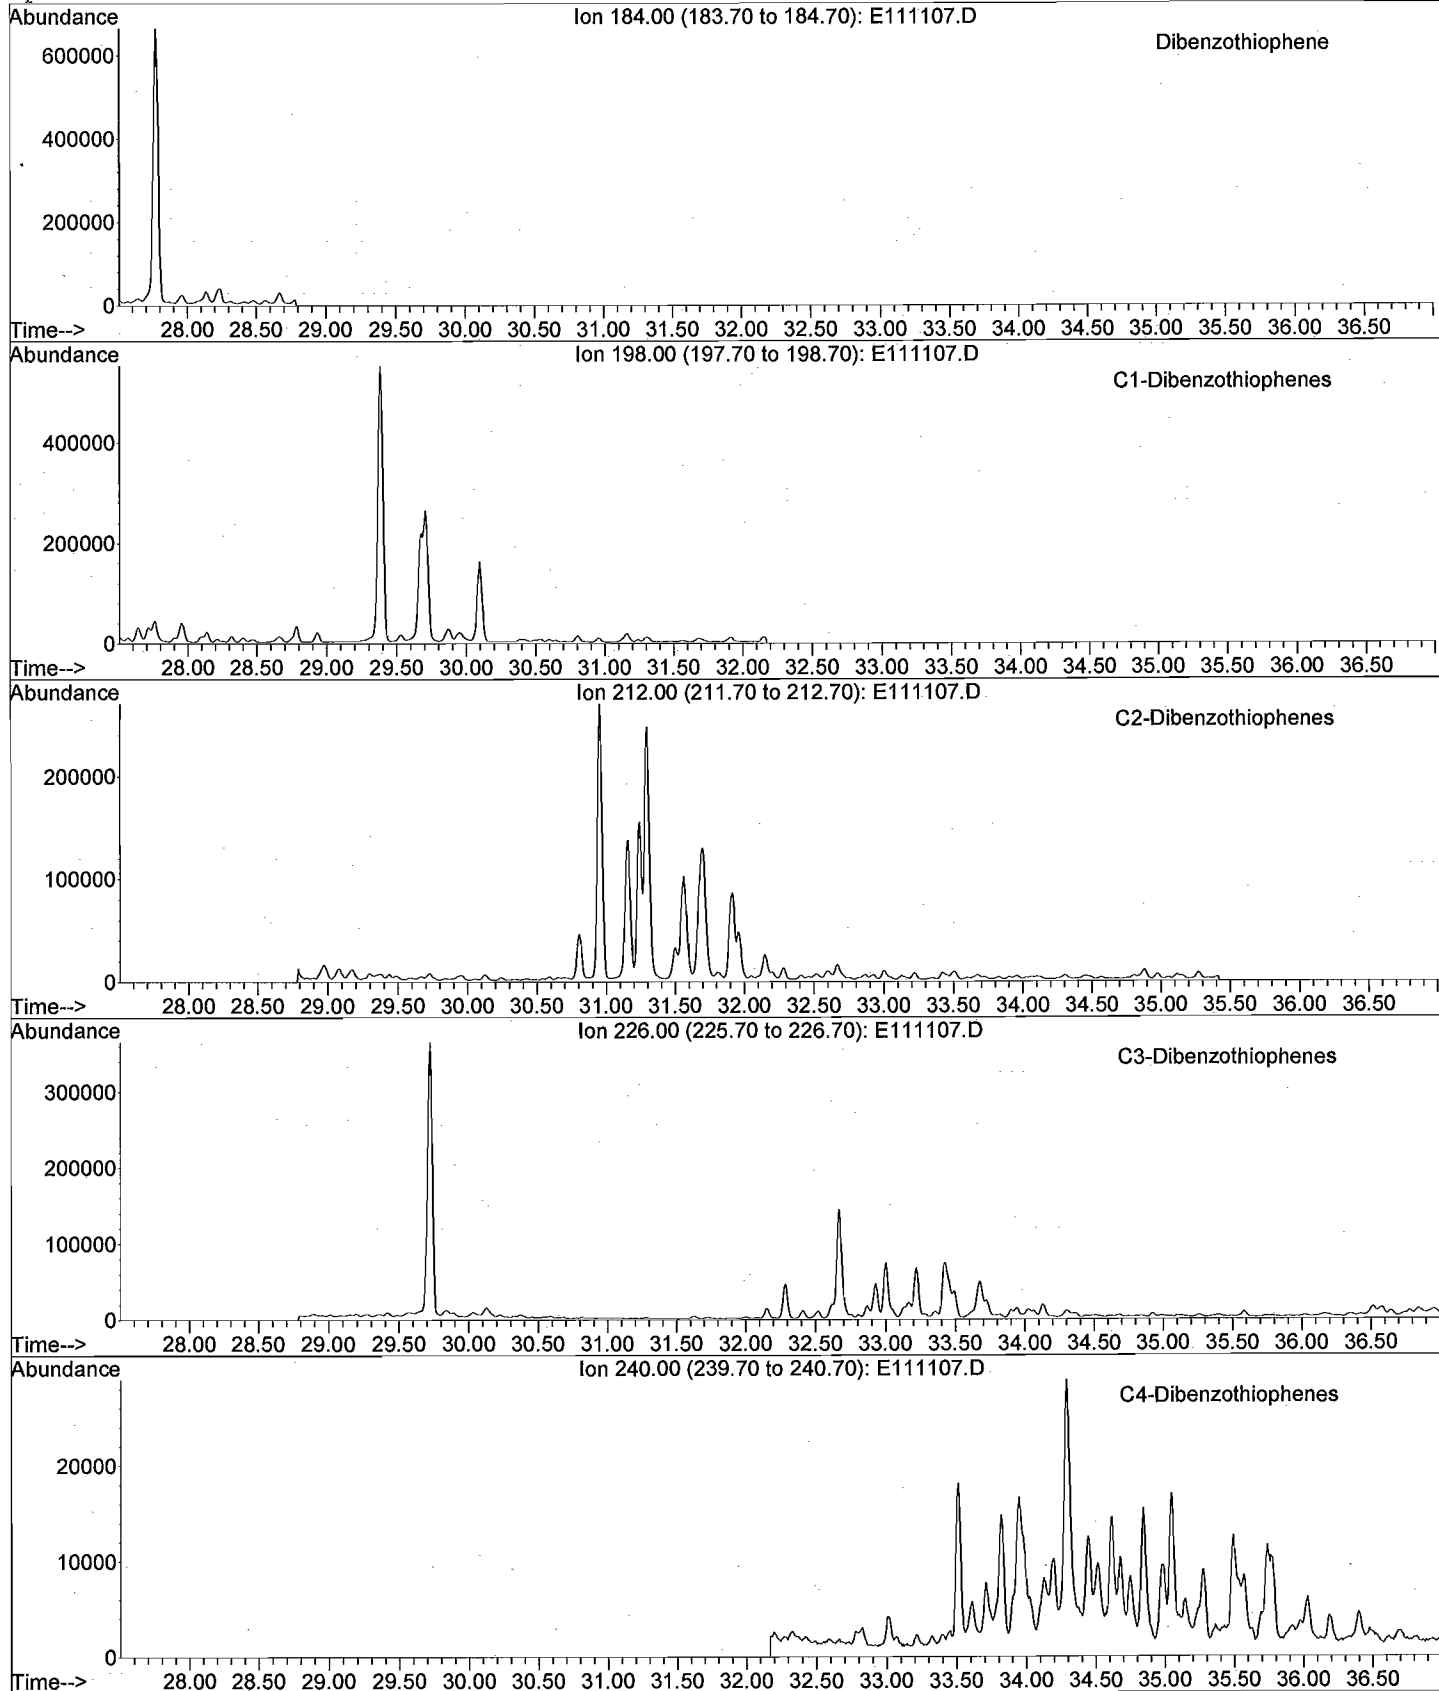 Abundance
Ion 184.00 (183.70 to 184.70): E111107.D
Dibenzothiophene
600000
400000
200000
0
Time-->
28.00 28.50 29.00 29.50 30.00 30.50 31.00 31.50 32.00 32.50 33.00 33.50 34.00 34.50 35.00 35.50 36.00 36.50
Abundance
Ion 198.00 (197.70 to 198.70): E111107.D
C1-Dibenzothiophenes
400000
200000
0
Time-->
28.00 28.50 29.00 29.50 30.00 30.50 31.00 31.50 32.00 32.50 33.00 33.50 34.00 34.50 35.00 35.50 36.00 36.50
Abundance
Ion 212.00 (211.70 to 212.70): E111107.D
C2-Dibenzothiophenes
200000
100000
0
Time-->
28.00 28.50 29.00 29.50 30.00 30.50 31.00 31.50 32.00 32.50 33.00 33.50 34.00 34.50 35.00 35.50 36.00 36.50
Abundance
Ion 226.00 (225.70 to 226.70): E111107.D
C3-Dibenzothiophenes
300000
200000
100000
0
Time-->
28.00 28.50 29.00 29.50 30.00 30.50 31.00 31.50 32.00 32.50 33.00 33.50 34.00 34.50 35.00 35.50 36.00 36.50
Abundance
Ion 240.00 (239.70 to 240.70): E111107.D
C4-Dibenzothiophenes
20000
10000
0
Time-->
28.00 28.50 29.00 29.50 30.00 30.50 31.00 31.50 32.00 32.50 33.00 33.50 34.00 34.50 35.00 35.50 36.00 36.50